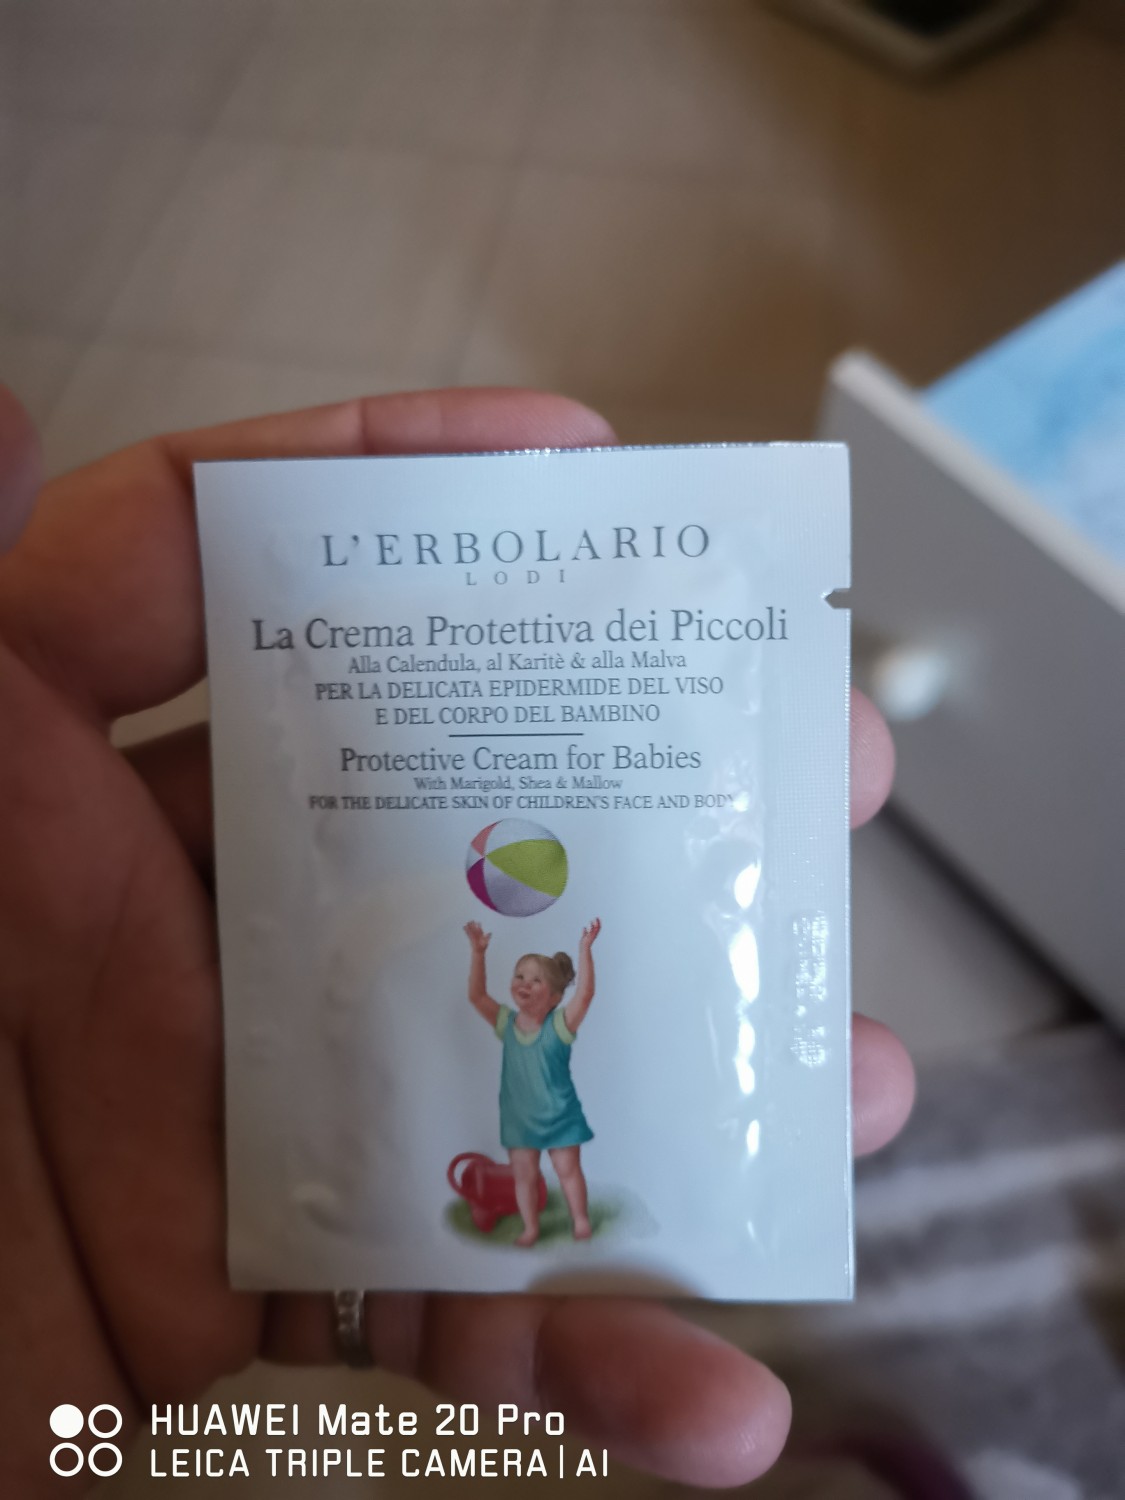 L'ERBOLARIO
LODI
La Crema Protettiva dei Piccoli
Alla Calendula, al Karitè & alla Malva
PER LA DELICATA EPIDERMIDE DEL VISO
E DEL CORPO DEL BAMBINO
Protective Cream for Babies
With Marigold, Shea & Mallow
FOR THE DELICATE SKIN OF CHILDREN'S FACE AND BODY
HUAWEI Mate 20 Pro
LEICA TRIPLE CAMERA | AI